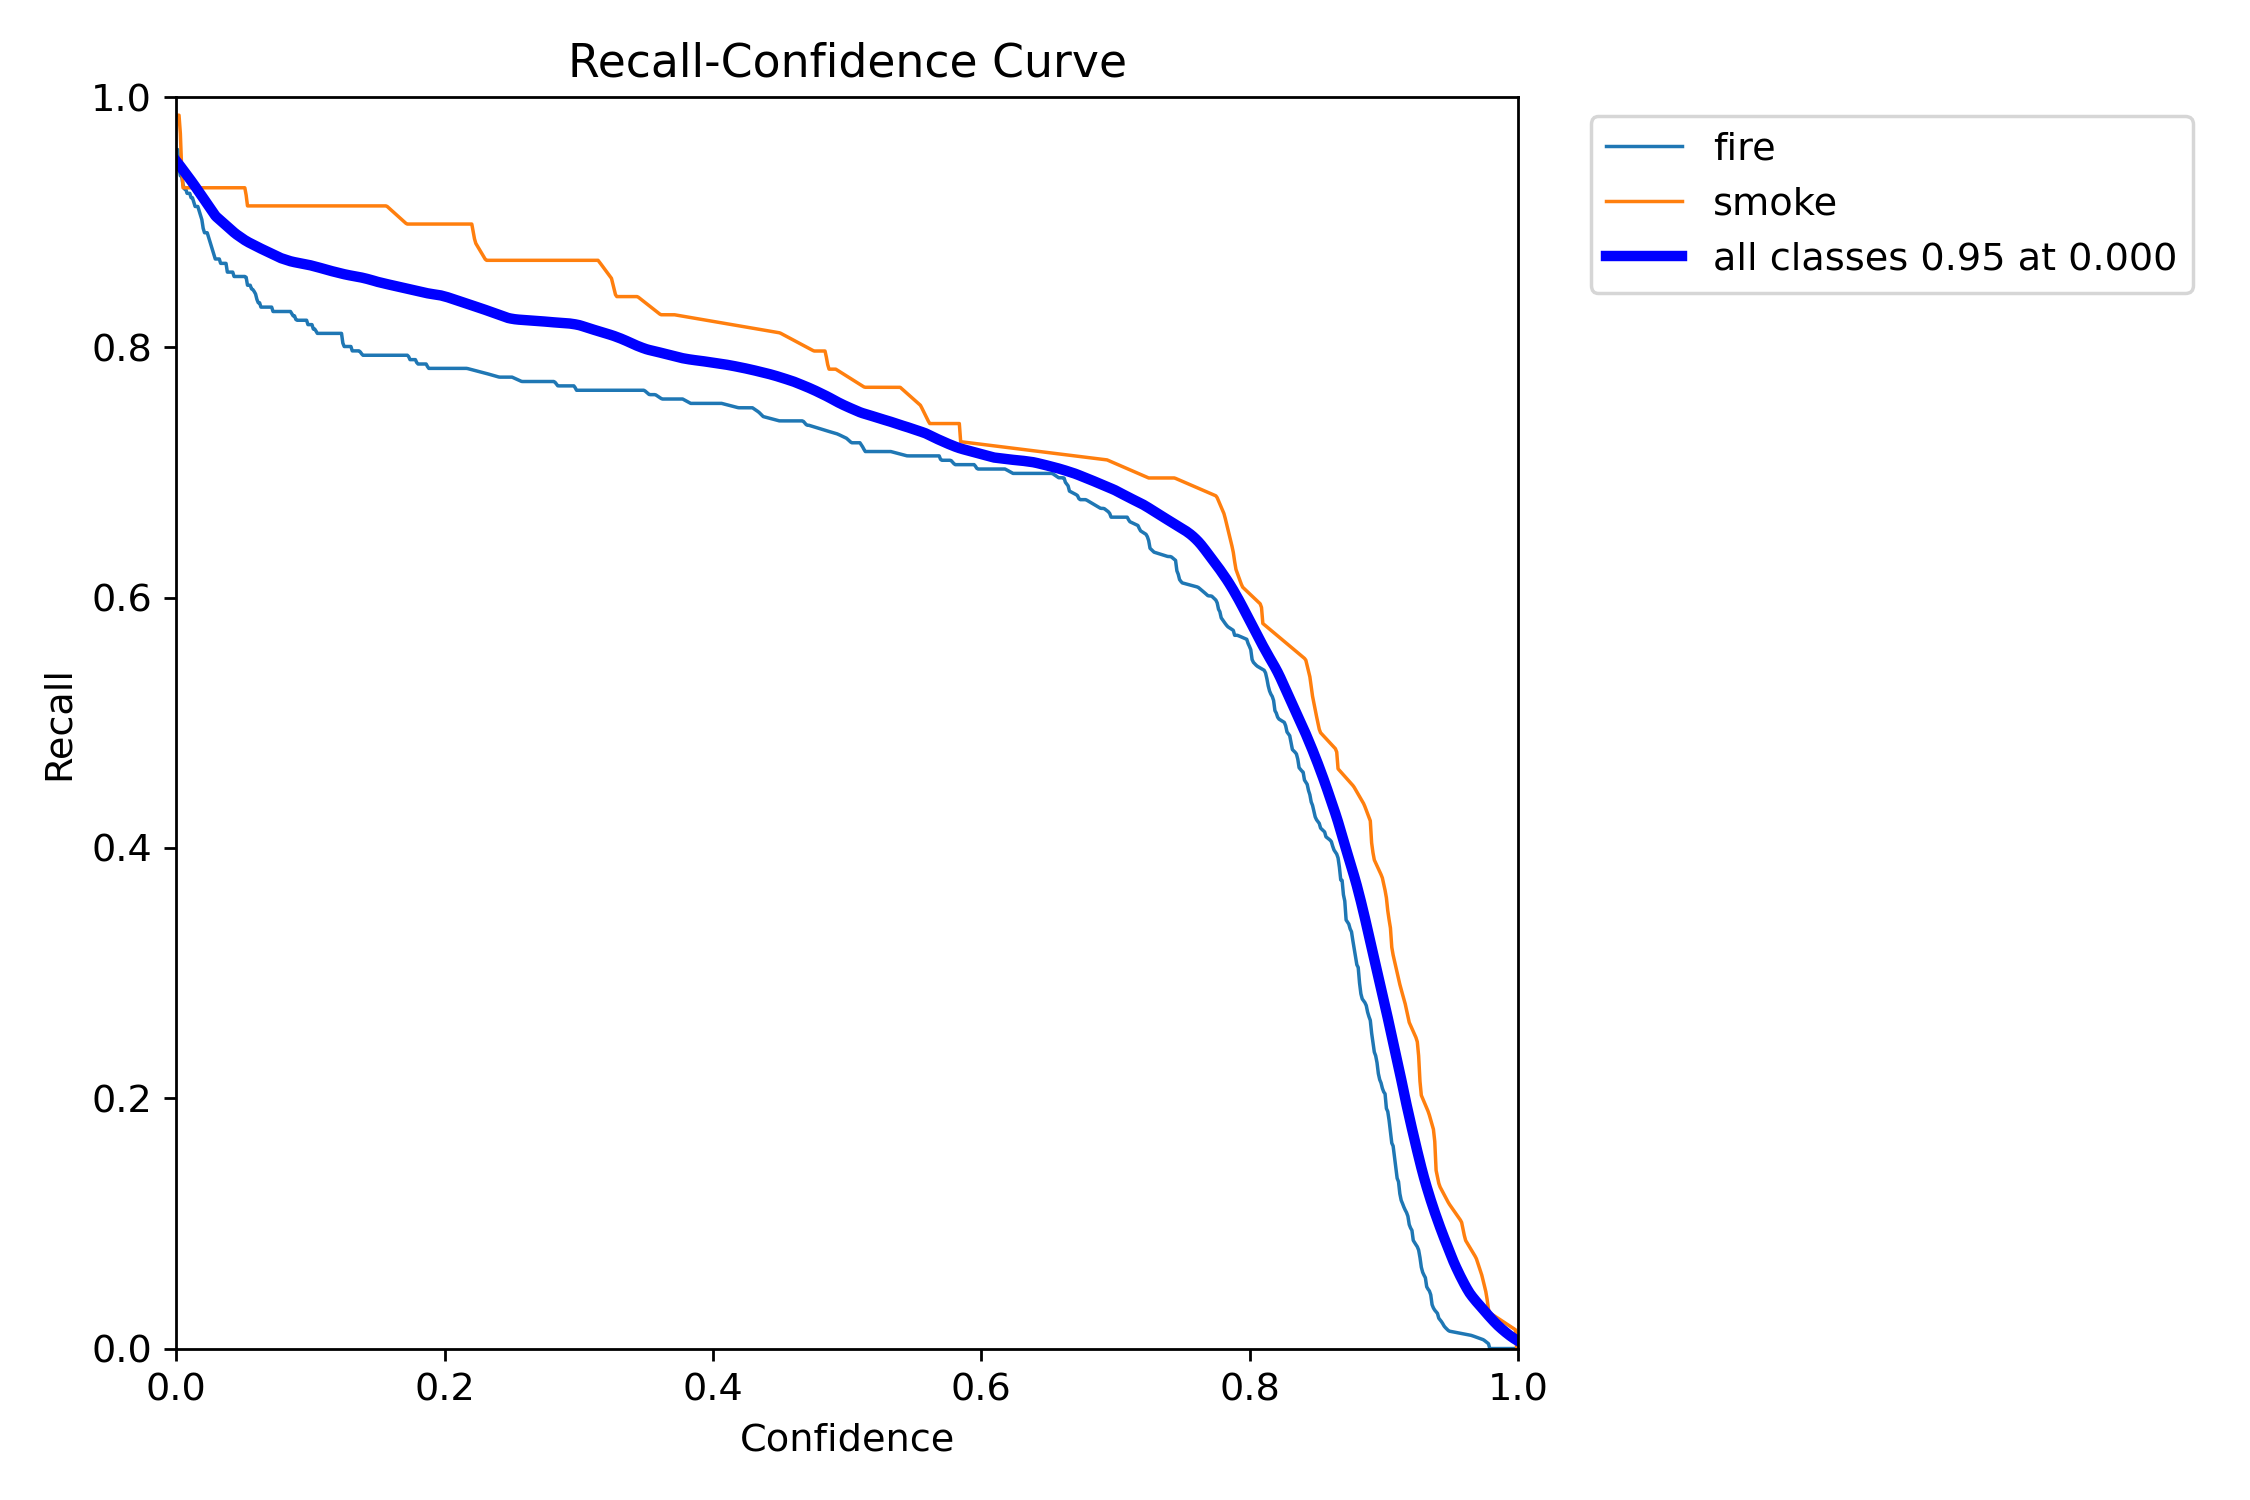 Recall-Confidence Curve
1.0
0.8
0.6
0.4
0.2
0.0
Recall
0.0 0.2 0.4 0.6 0.8 1.0
Confidence
fire
smoke
all classes 0.95 at 0.000